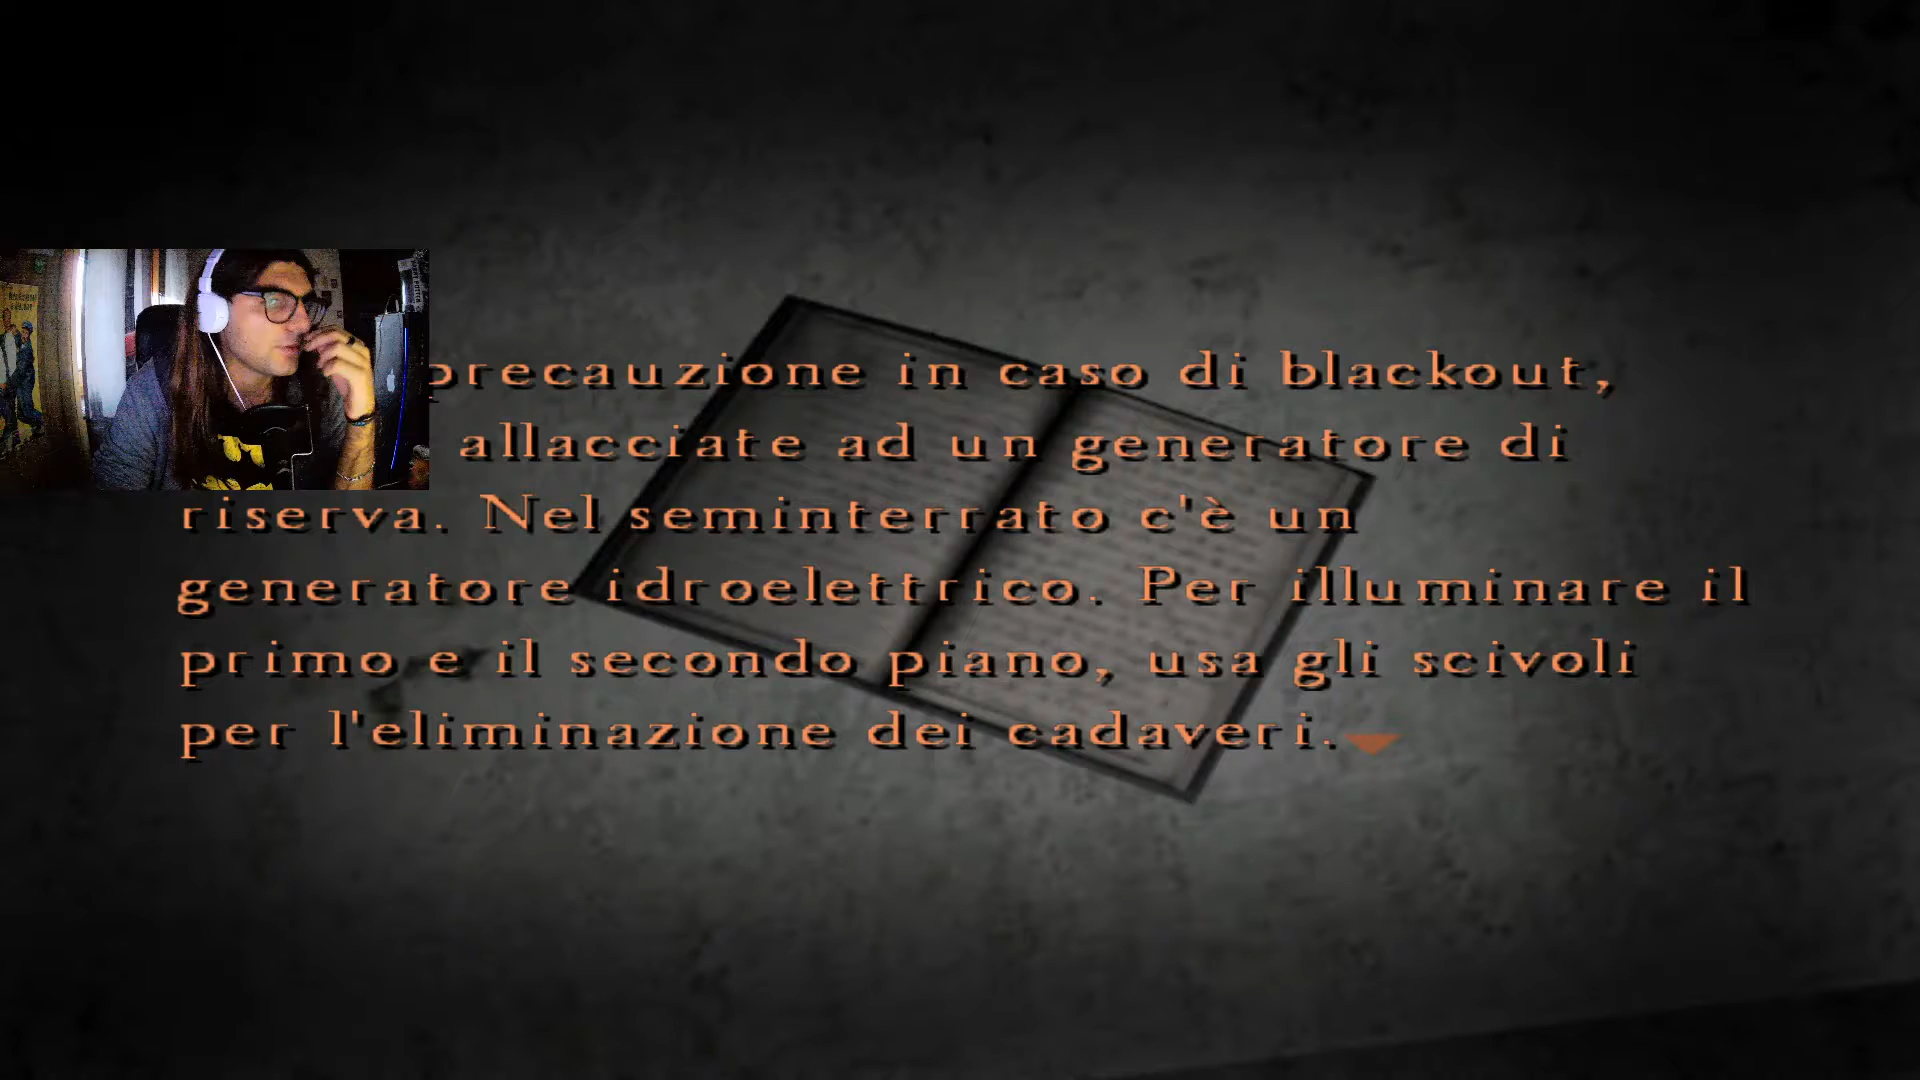 precauzione in caso di blackout,
allacciate ad un generatore di
riserva. Nel seminterrato c'è un
generatore idroelettrico. Per illuminare il
primo e il secondo piano, usa gli scivoli
per l'eliminazione dei cadaveri.